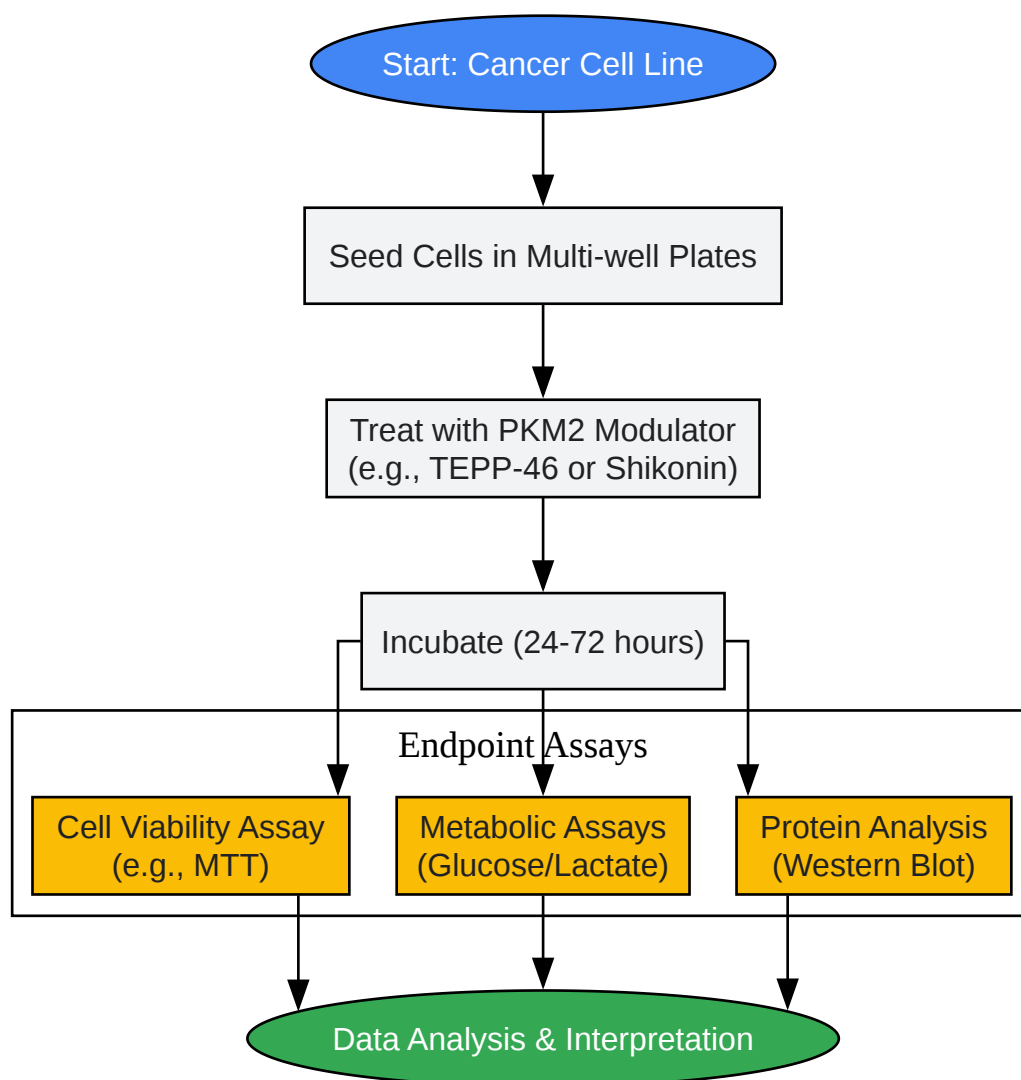 Start: Cancer Cell Line
Seed Cells in Multi-well Plates
Treat with PKM2 Modulator
(e.g., TEPP-46 or Shikonin)
Incubate (24-72 hours)
Endpoint Assays
Cell Viability Assay
(e.g., MTT)
Metabolic Assays
(Glucose/Lactate)
Protein Analysis
(Western Blot)
Data Analysis & Interpretation